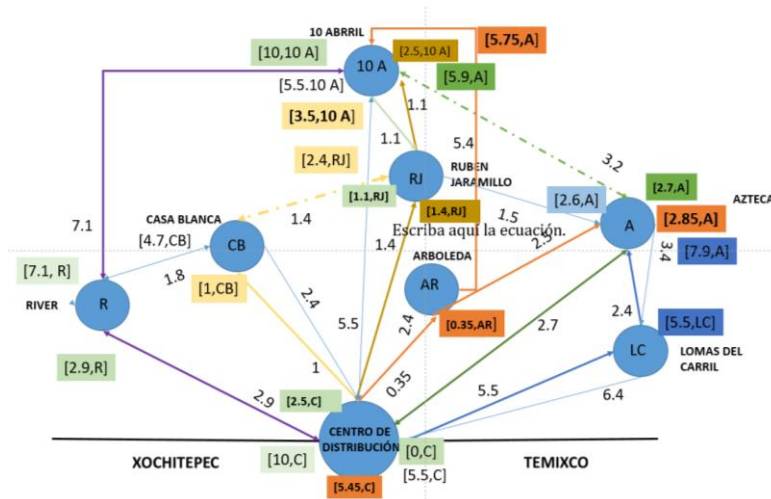 10 ABRRIL
[10,10 A]
10 A
[2.5,10 A]
[5.75,A]
[5.5.10 A]
[5.9,A]
[3.5,10 A]
1.1
1.1
5.4
3.2
[2.4,RJ]
RJ
RUBEN
JARAMILLO
[1.1,RJ]
[2.6,A]
[2.7,A]
AZTECA
CASA BLANCA
1.4
[1.4,RJ]
1.5
A
[2.85,A]
7.1
[4.7,CB]
CB
Escriba aquí la ecuación.
2.5
1.4
3.4
[7.9,A]
ARBOLEDA
[7.1, R]
1.8
[1,CB]
AR
RIVER
R
2.4
5.5
2.4
[0.35,AR]
2.7
2.4
[5.5,LC]
LC
LOMAS DEL
CARRIL
[2.9,R]
1
0.35
2.9
[2.5,C]
5.5
6.4
CENTRO DE
DISTRIBUCIÓN
[0,C]
XOCHITEPEC
[10,C]
[5.5,C]
TEMIXCO
[5.45,C]